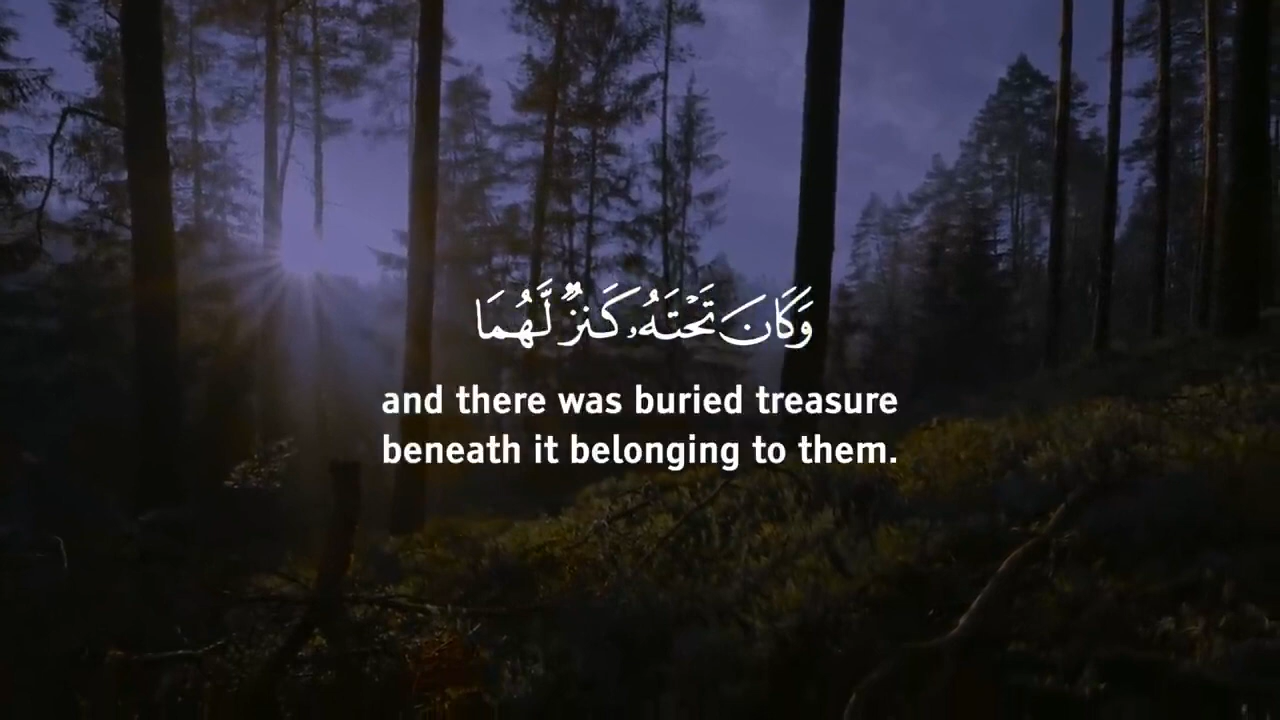 وَكَانَ تَحْتَهُۥ كَنزٌ لَّهُمَا
and there was buried treasure
beneath it belonging to them.